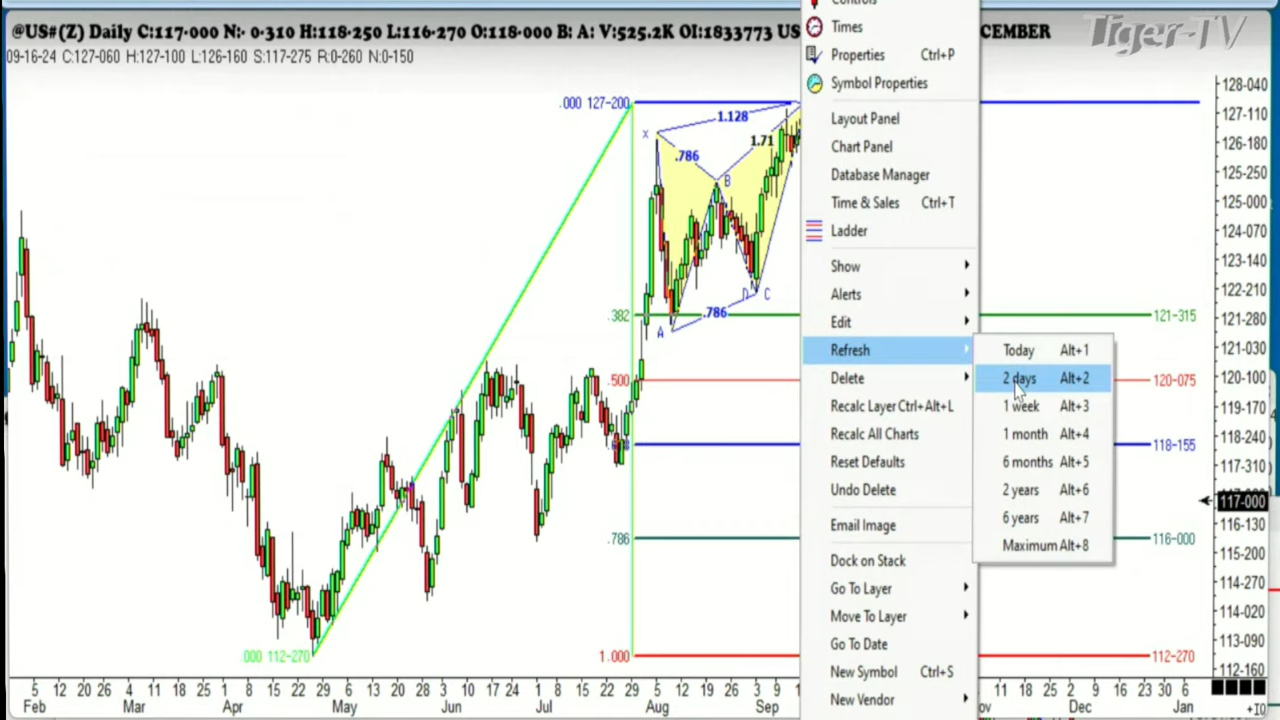 @US#(Z) Daily C:117-000 N:- 0-310 H:118-250 L:116-270 O:118-000 B: A: V:525.2K OI:1833773 US
CEMBER
Tiger-TV
09-16-24 C:127-060 H:127-100 L:126-160 S:117-275 R:0-260 N:0-150
Controls
Times
Properties Ctrl+P
Symbol Properties
Layout Panel
Chart Panel
Database Manager
Time & Sales Ctrl+T
Ladder
Show
Alerts
Edit
Refresh
Delete
Recalc Layer Ctrl+Alt+L
Recalc All Charts
Reset Defaults
Undo Delete
Email Image
Dock on Stack
Go To Layer
Move To Layer
Go To Date
New Symbol Ctrl+S
New Vendor
Today Alt+1
2 days Alt+2
1 week Alt+3
1 month Alt+4
6 months Alt+5
2 years Alt+6
6 years Alt+7
Maximum Alt+8
.000 127-200
X
1.128
.786
1.71
B
D C
.786
A
.382
.500
.786
1.000
.000 112-270
121-315
120-075
118-155
116-000
112-270
128-040
127-110
126-180
125-250
125-000
124-070
123-140
122-210
121-280
121-030
120-100
119-170
118-240
117-310
117-000
116-130
115-200
114-270
114-020
113-090
112-160
5 12 20 26 4 11 18 25 1 8 15 22 29 6 13 20 28 3 10 17 24 1 8 15 22 29 5 12 19 26 3 9
11 18 25 2 9 16 23 30 6
Feb Mar Apr May Jun Jul Aug Sep
ov Dec Jan
+10